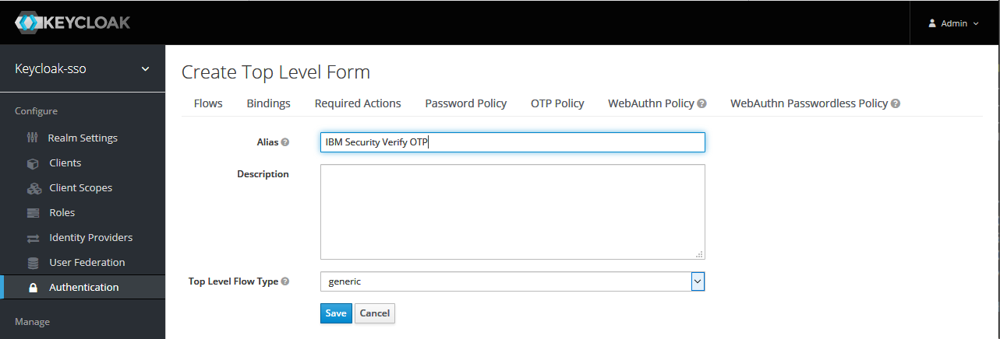 KEYCLOAK
Admin
Keycloak-sso
Configure
Realm Settings
Clients
Client Scopes
Roles
Identity Providers
User Federation
Authentication
Manage
Create Top Level Form
Flows Bindings Required Actions Password Policy OTP Policy WebAuthn Policy ? WebAuthn Passwordless Policy ?
Alias ? IBM Security Verify OTP
Description
Top Level Flow Type ? generic
Save Cancel